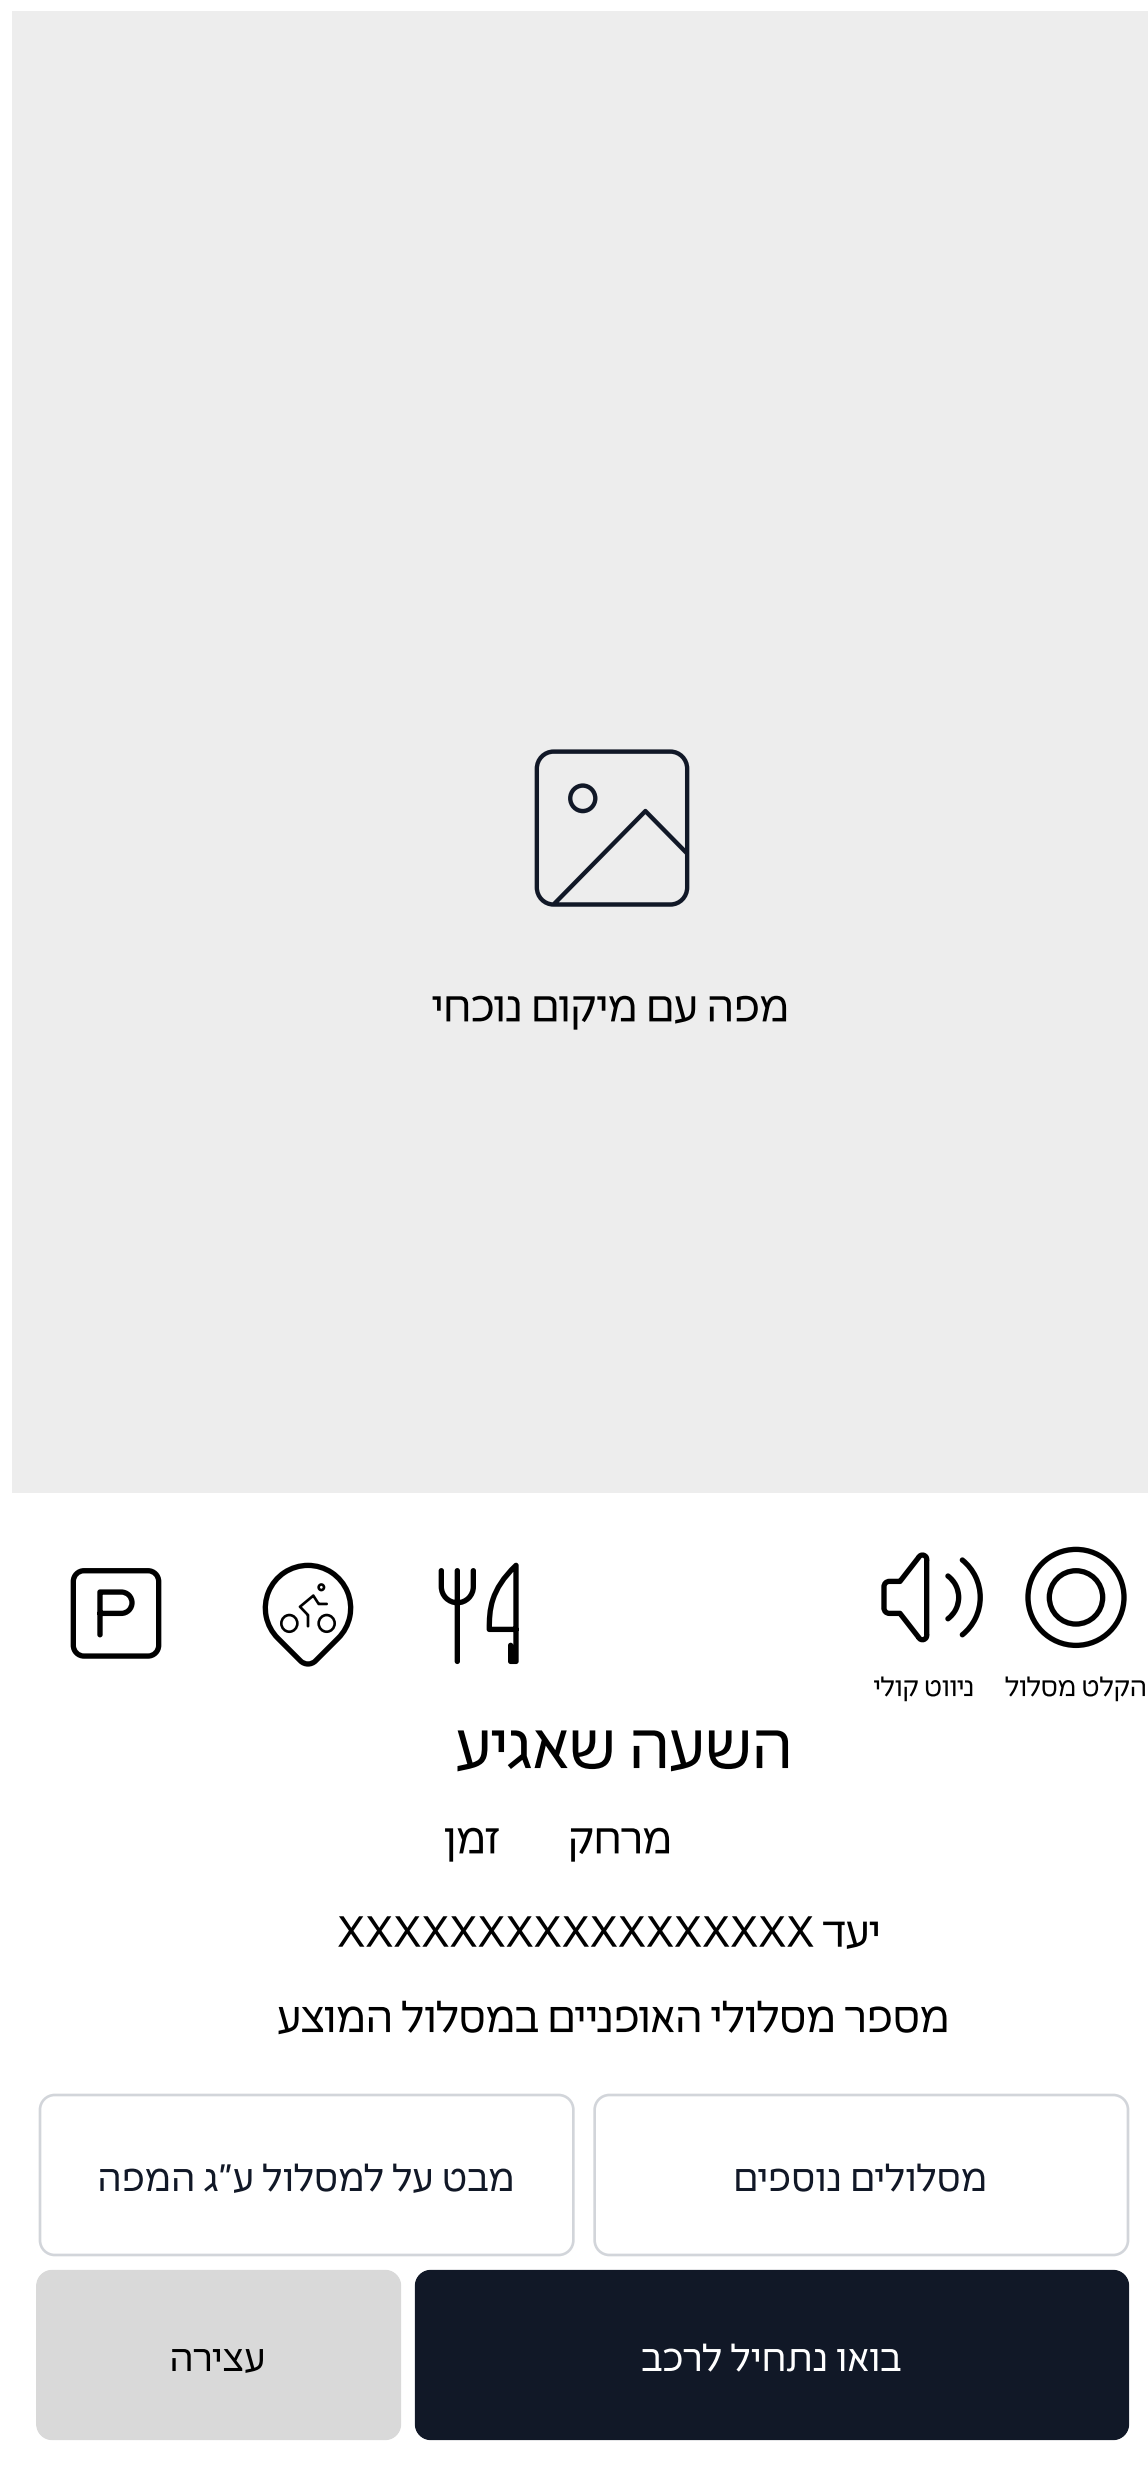 מפה עם מיקום נוכחי
P
הקלט מסלול
ניווט קולי
השעה שאגיע
מרחק זמן
יעד XXXXXXXXXXXXXXXXX
מספר מסלולי האופניים במסלול המוצע
מסלולים נוספים
מבט על למסלול ע"ג המפה
בואו נתחיל לרכב
עצירה